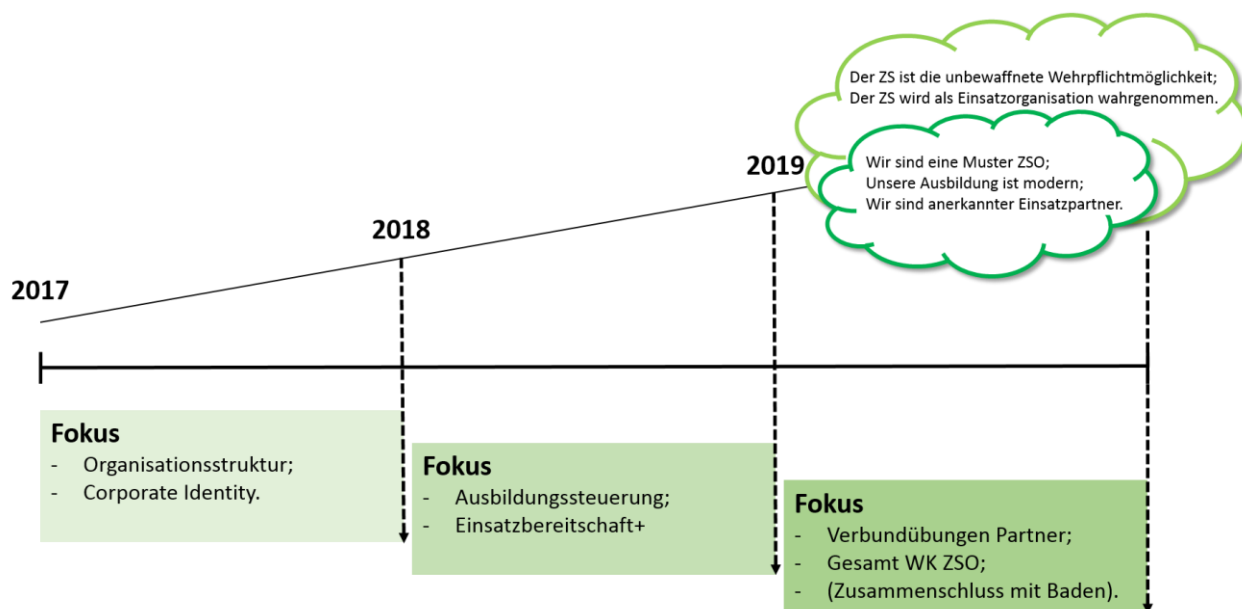 Der ZS ist die unbewaffnete Wehrpflichtmöglichkeit;
Der ZS wird als Einsatzorganisation wahrgenommen.
Wir sind eine Muster ZSO;
Unsere Ausbildung ist modern;
Wir sind anerkannter Einsatzpartner.
2019
2018
2017
Fokus
- Organisationsstruktur;
- Corporate Identity.
Fokus
- Ausbildungssteuerung;
- Einsatzbereitschaft+
Fokus
- Verbundübungen Partner;
- Gesamt WK ZSO;
- (Zusammenschluss mit Baden).